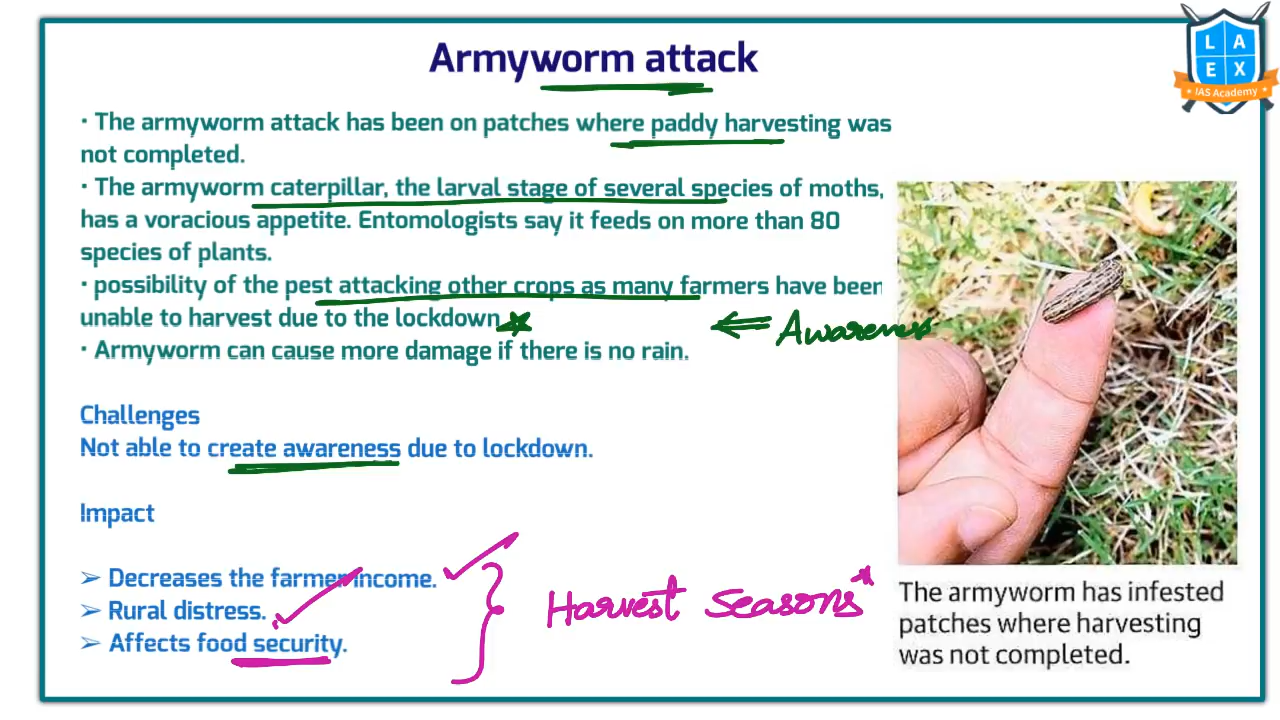 Armyworm attack
LA
EX
IAS Academy
• The armyworm attack has been on patches where paddy harvesting was
not completed.
• The armyworm caterpillar, the larval stage of several species of moths,
has a voracious appetite. Entomologists say it feeds on more than 80
species of plants.
• possibility of the pest attacking other crops as many farmers have been
unable to harvest due to the lockdown
← Awareness
• Armyworm can cause more damage if there is no rain.
Challenges
Not able to create awareness due to lockdown.
Impact
➢ Decreases the farmer income.
➢ Rural distress.
➢ Affects food security.
Harvest Seasons
The armyworm has infested
patches where harvesting
was not completed.